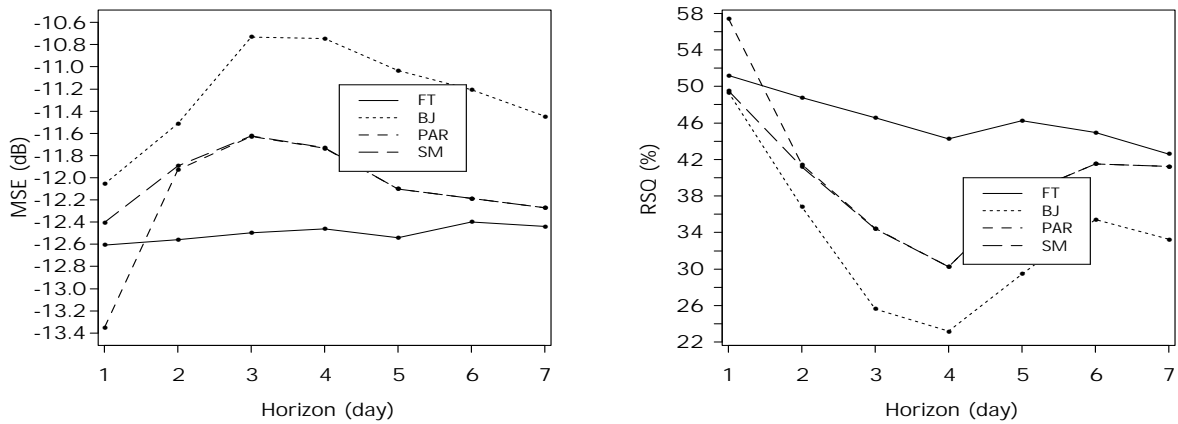 -10.6
-10.8
-11.0
-11.2
-11.4
-11.6
-11.8
-12.0
-12.2
-12.4
-12.6
-12.8
-13.0
-13.2
-13.4
MSE (dB)
FT
BJ
PAR
SM
1 2 3 4 5 6 7
Horizon (day)
58
54
50
46
42
38
34
30
26
22
RSQ (%)
FT
BJ
PAR
SM
1 2 3 4 5 6 7
Horizon (day)